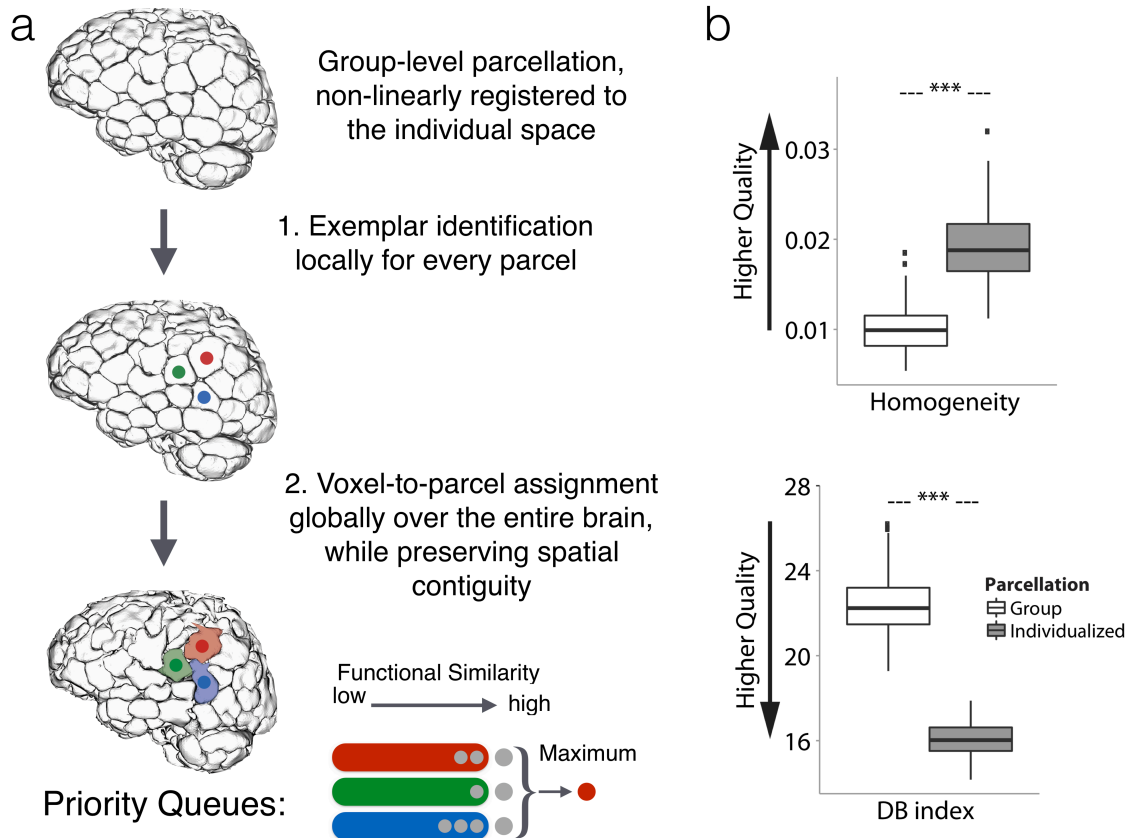 a
Group-level parcellation,
non-linearly registered to
the individual space
1. Exemplar identification
locally for every parcel
2. Voxel-to-parcel assignment
globally over the entire brain,
while preserving spatial
contiguity
Functional Similarity
low
high
Maximum
Priority Queues:
b
--- *** ---
Higher Quality
0.03
0.02
0.01
Homogeneity
28
24
20
16
--- *** ---
Higher Quality
Parcellation
Group
Individualized
DB index